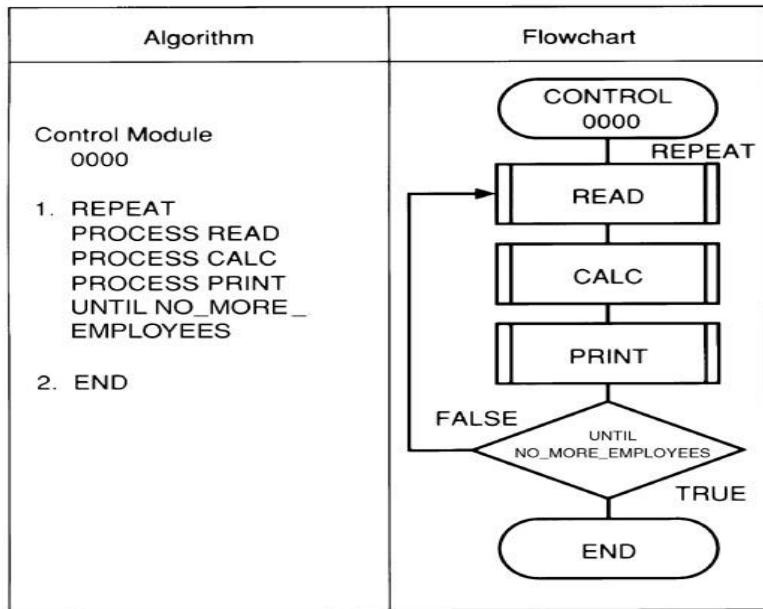 Algorithm
Flowchart
Control Module
0000
1. REPEAT
PROCESS READ
PROCESS CALC
PROCESS PRINT
UNTIL NO_MORE_
EMPLOYEES
2. END
CONTROL
0000
REPEAT
READ
CALC
PRINT
FALSE
UNTIL
NO_MORE_EMPLOYEES
TRUE
END